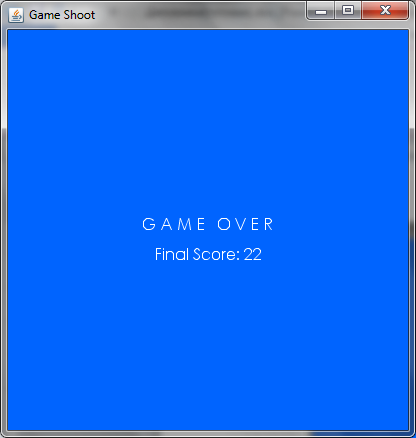 Game Shoot
G A M E   O V E R
Final Score: 22